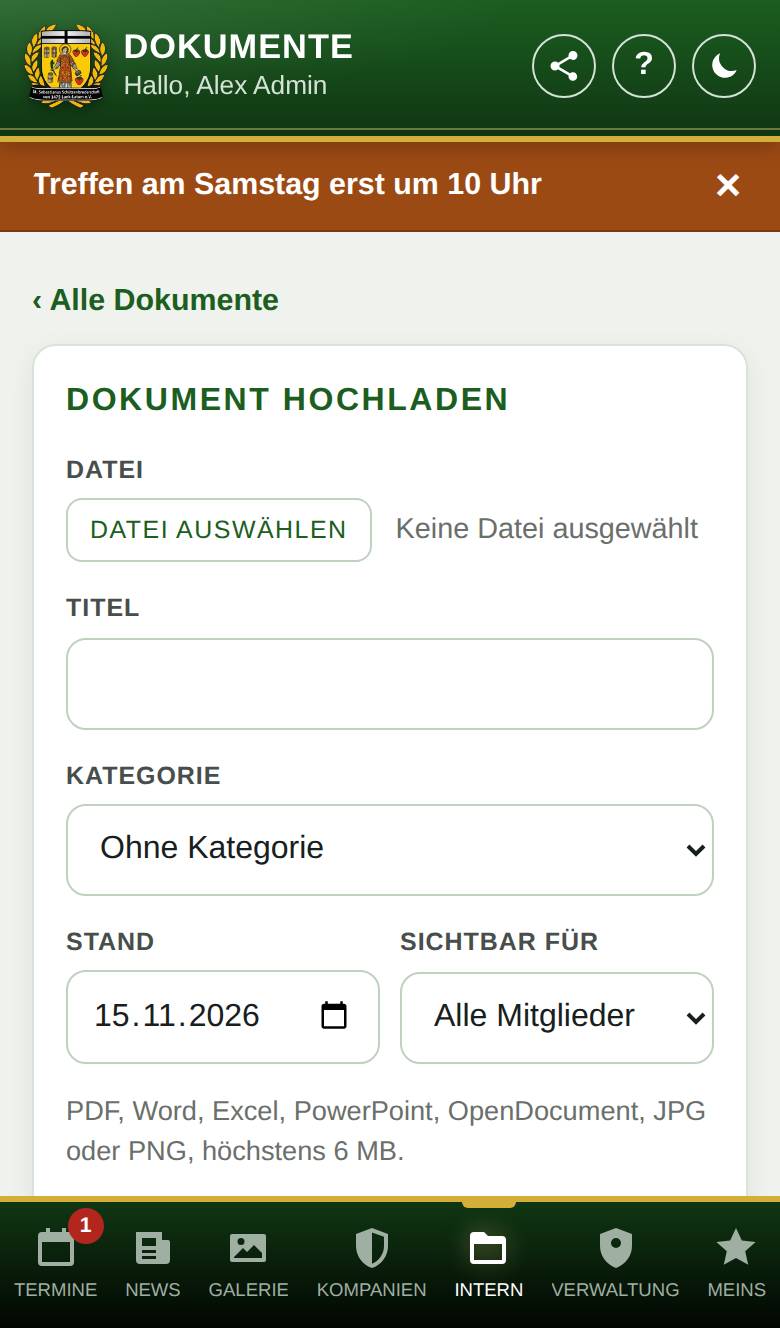 DOKUMENTE
Hallo, Alex Admin
?
Treffen am Samstag erst um 10 Uhr
×
‹ Alle Dokumente
DOKUMENT HOCHLADEN
DATEI
DATEI AUSWÄHLEN Keine Datei ausgewählt
TITEL
KATEGORIE
Ohne Kategorie
STAND SICHTBAR FÜR
15.11.2026 Alle Mitglieder
PDF, Word, Excel, PowerPoint, OpenDocument, JPG
oder PNG, höchstens 6 MB.
1
TERMINE NEWS GALERIE KOMPANIEN INTERN VERWALTUNG MEINS